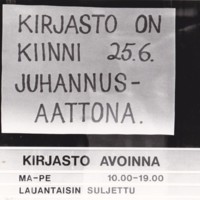 KIRJASTO ON
KIINNI 25.6.
JUHANNUS-
AATTONA.
KIRJASTO AVOINNA
MA-PE 10.00-19.00
LAUANTAISIN SULJETTU